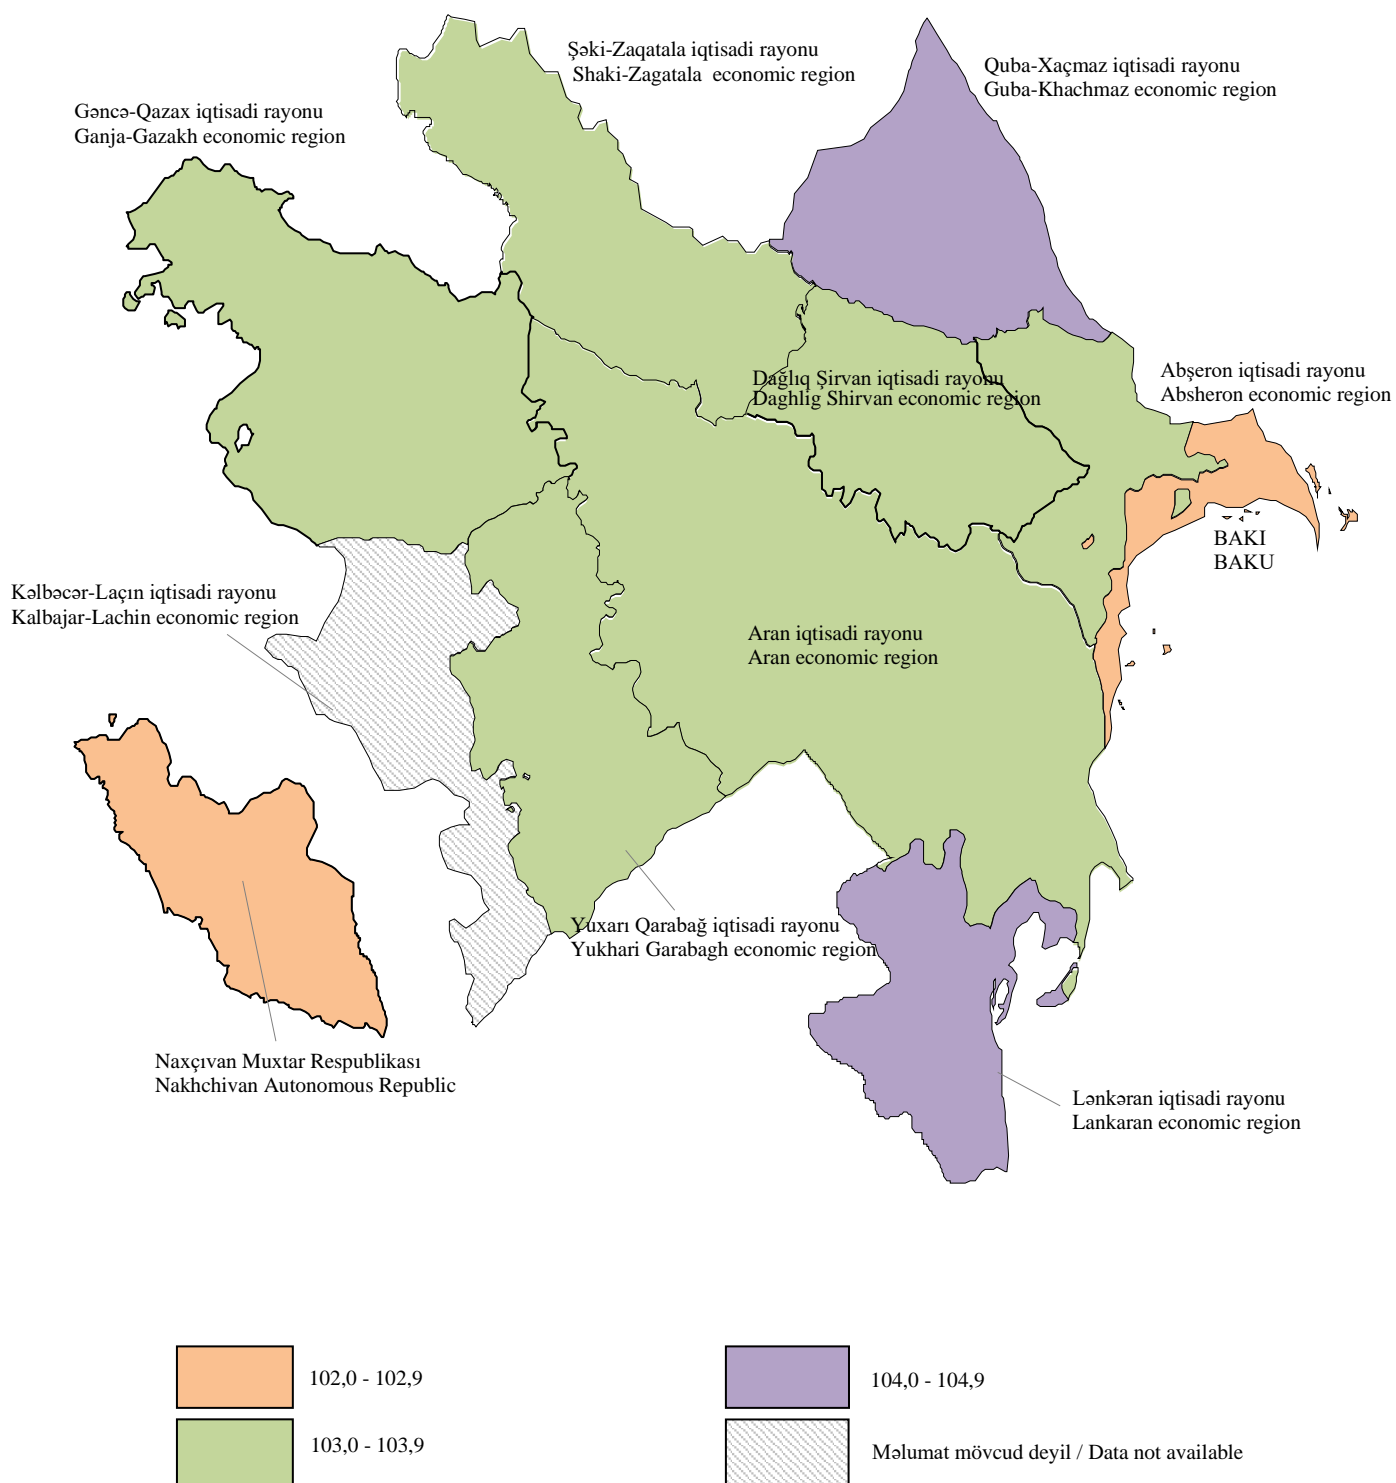 Şəki-Zaqatala iqtisadi rayonu
Shaki-Zagatala economic region
Quba-Xaçmaz iqtisadi rayonu
Guba-Khachmaz economic region
Gəncə-Qazax iqtisadi rayonu
Ganja-Gazakh economic region
Dağlıq Şirvan iqtisadi rayonu
Daghlig Shirvan economic region
Abşeron iqtisadi rayonu
Absheron economic region
BAKI
BAKU
Kəlbəcər-Laçın iqtisadi rayonu
Kalbajar-Lachin economic region
Aran iqtisadi rayonu
Aran economic region
Yuxarı Qarabağ iqtisadi rayonu
Yukhari Garabagh economic region
Naxçıvan Muxtar Respublikası
Nakhchivan Autonomous Republic
Lənkəran iqtisadi rayonu
Lankaran economic region
102,0 - 102,9
104,0 - 104,9
103,0 - 103,9
Məlumat mövcud deyil / Data not available